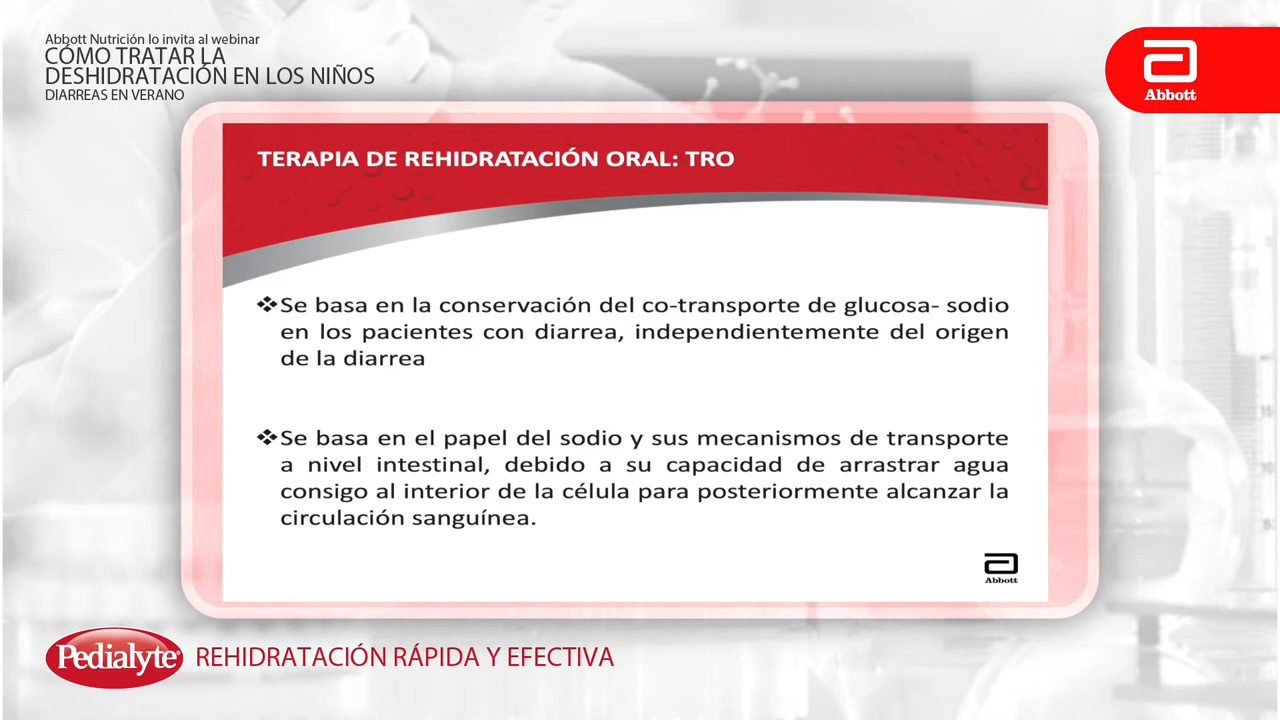 Abbott Nutrición lo invita al webinar
CÓMO TRATAR LA
DESHIDRATACIÓN EN LOS NIÑOS
DIARREAS EN VERANO
Abbott
TERAPIA DE REHIDRATACIÓN ORAL: TRO
❖Se basa en la conservación del co-transporte de glucosa- sodio
en los pacientes con diarrea, independientemente del origen
de la diarrea
❖Se basa en el papel del sodio y sus mecanismos de transporte
a nivel intestinal, debido a su capacidad de arrastrar agua
consigo al interior de la célula para posteriormente alcanzar la
circulación sanguínea.
Abbott
Pedialyte® REHIDRATACIÓN RÁPIDA Y EFECTIVA